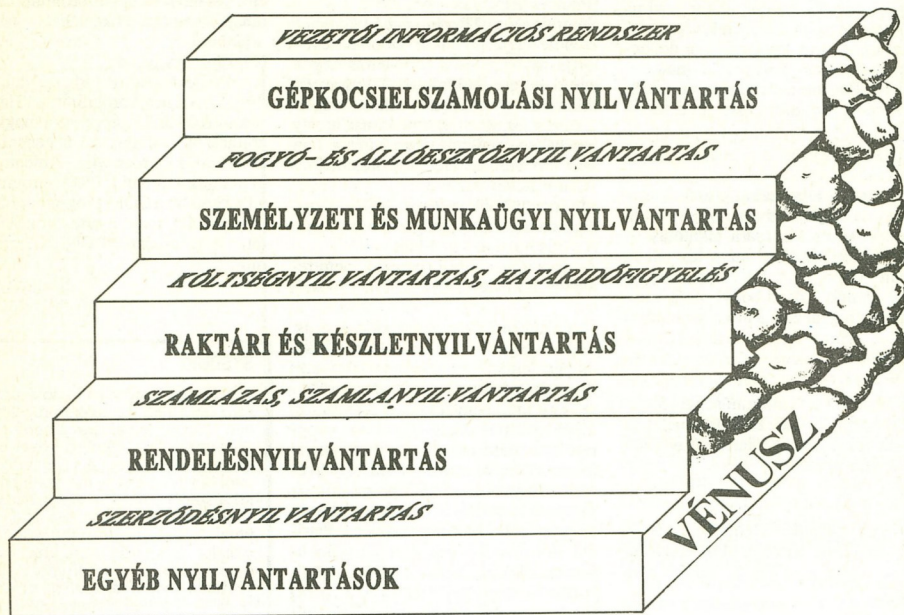 VEZETŐI INFORMÁCIÓS RENDSZER
GÉPKOCSIELSZÁMOLÁSI NYILVÁNTARTÁS
FOGYÓ- ÉS ÁLLÓESZKÖZNYILVÁNTARTÁS
SZEMÉLYZETI ÉS MUNKAÜGYI NYILVÁNTARTÁS
KÖLTSÉGNYILVÁNTARTÁS, HATÁRIDŐFIGYELÉS
RAKTÁRI ÉS KÉSZLETNYILVÁNTARTÁS
SZÁMLÁZÁS, SZÁMLANYILVÁNTARTÁS
RENDELÉSNYILVÁNTARTÁS
SZERZŐDÉSNYILVÁNTARTÁS
EGYÉB NYILVÁNTARTÁSOK
VÉNUSZ